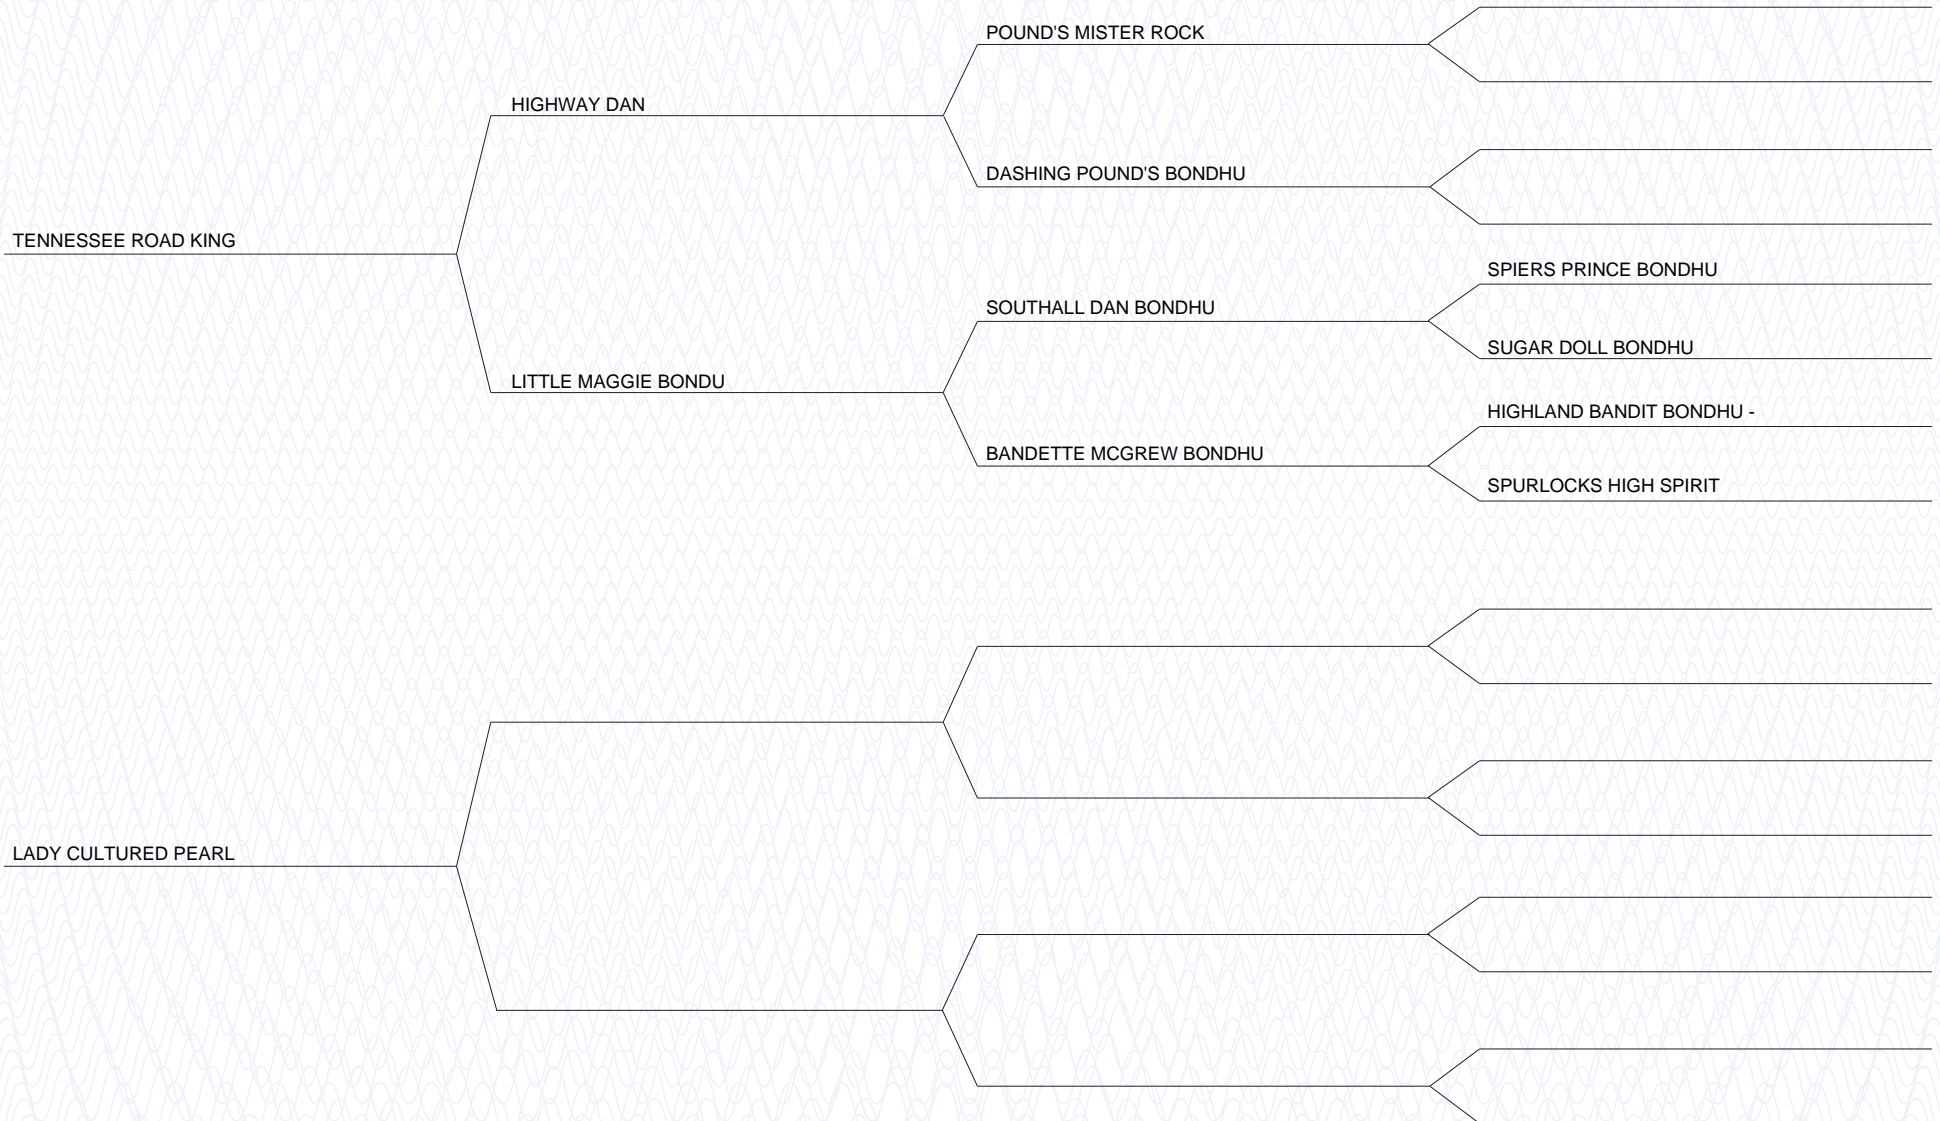 POUND'S MISTER ROCK
HIGHWAY DAN
DASHING POUND'S BONDHU
TENNESSEE ROAD KING
SPIERS PRINCE BONDHU
SOUTHALL DAN BONDHU
SUGAR DOLL BONDHU
LITTLE MAGGIE BONDU
HIGHLAND BANDIT BONDHU -
BANDETTE MCGREW BONDHU
SPURLOCKS HIGH SPIRIT
LADY CULTURED PEARL